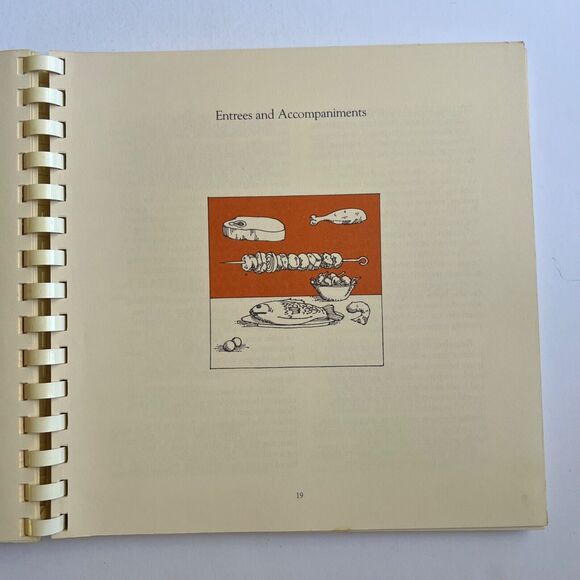 Entrees and Accompaniments
19